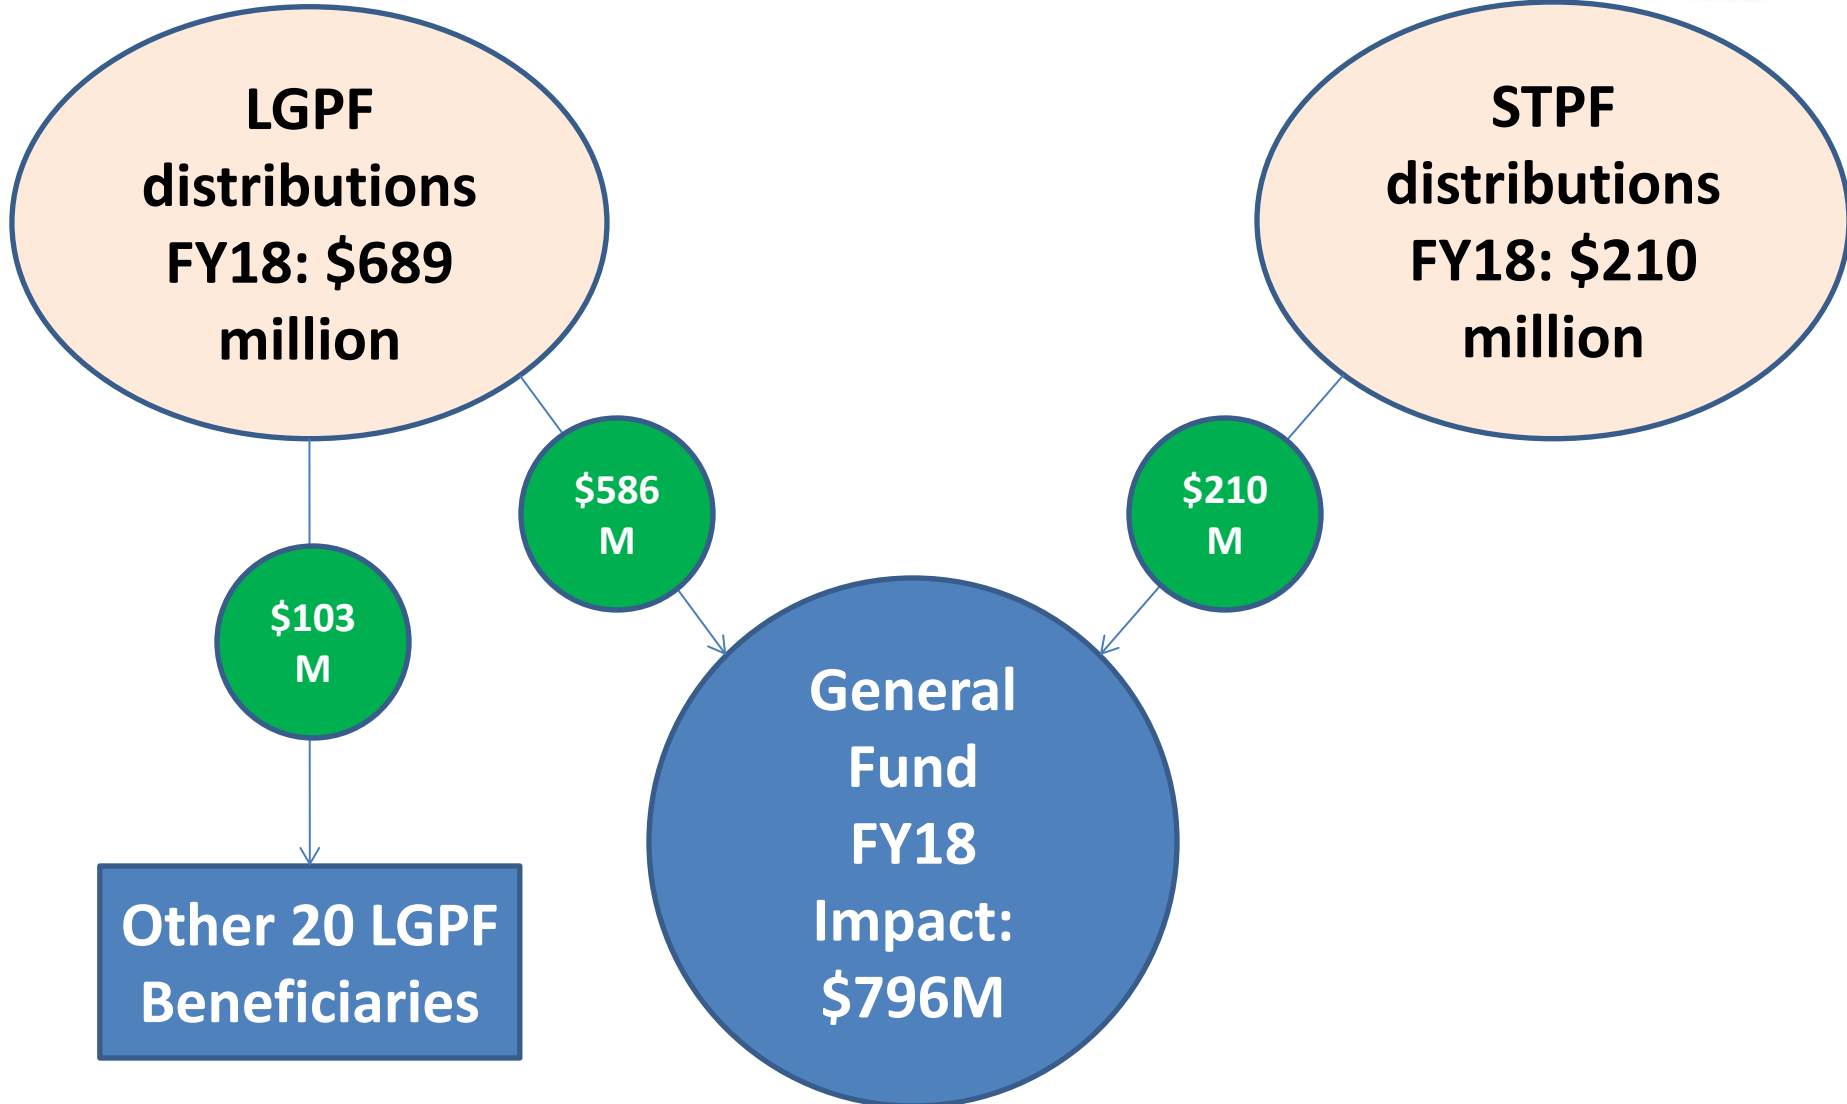 LGPF
distributions
FY18: $689
million
STPF
distributions
FY18: $210
million
$586
M
$210
M
$103
M
General
Fund
FY18
Impact:
$796M
Other 20 LGPF
Beneficiaries